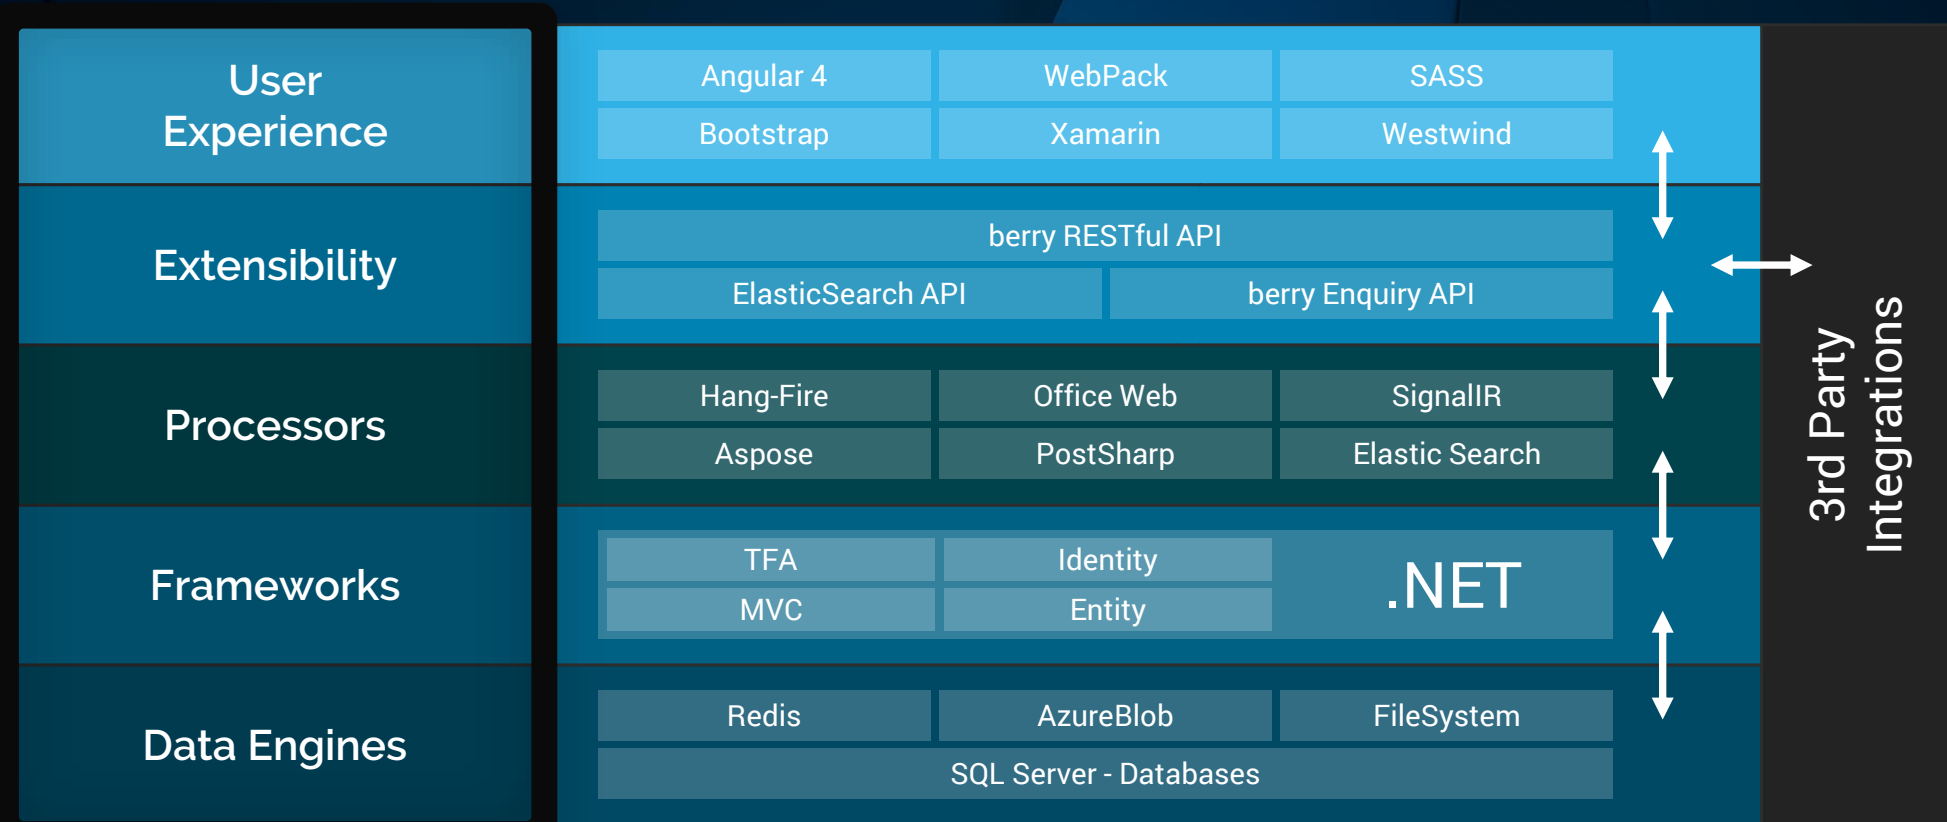 User
Experience
Angular 4
WebPack
SASS
Bootstrap
Xamarin
Westwind
Extensibility
berry RESTful API
ElasticSearch API
berry Enquiry API
Processors
Hang-Fire
Office Web
SignalIR
Aspose
PostSharp
Elastic Search
Frameworks
TFA
Identity
MVC
Entity
.NET
Data Engines
Redis
AzureBlob
FileSystem
SQL Server - Databases
3rd Party
Integrations